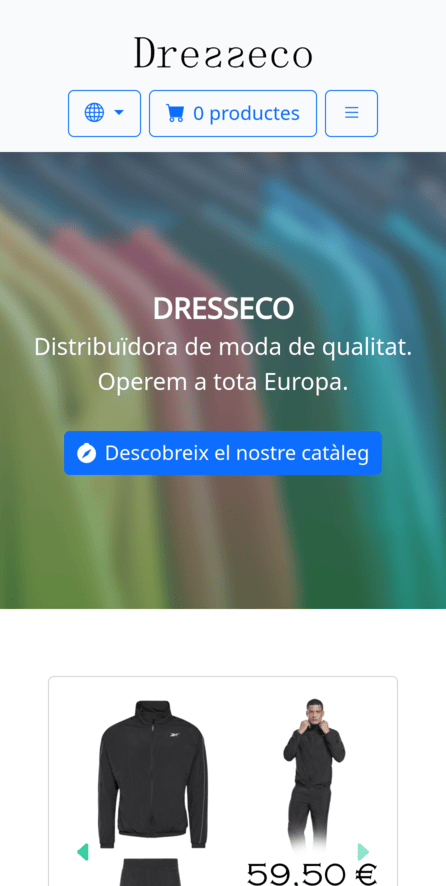 Dresseco
0 productes
DRESSECO
Distribuïdora de moda de qualitat.
Operem a tota Europa.
Descobreix el nostre catàleg
59,50 €